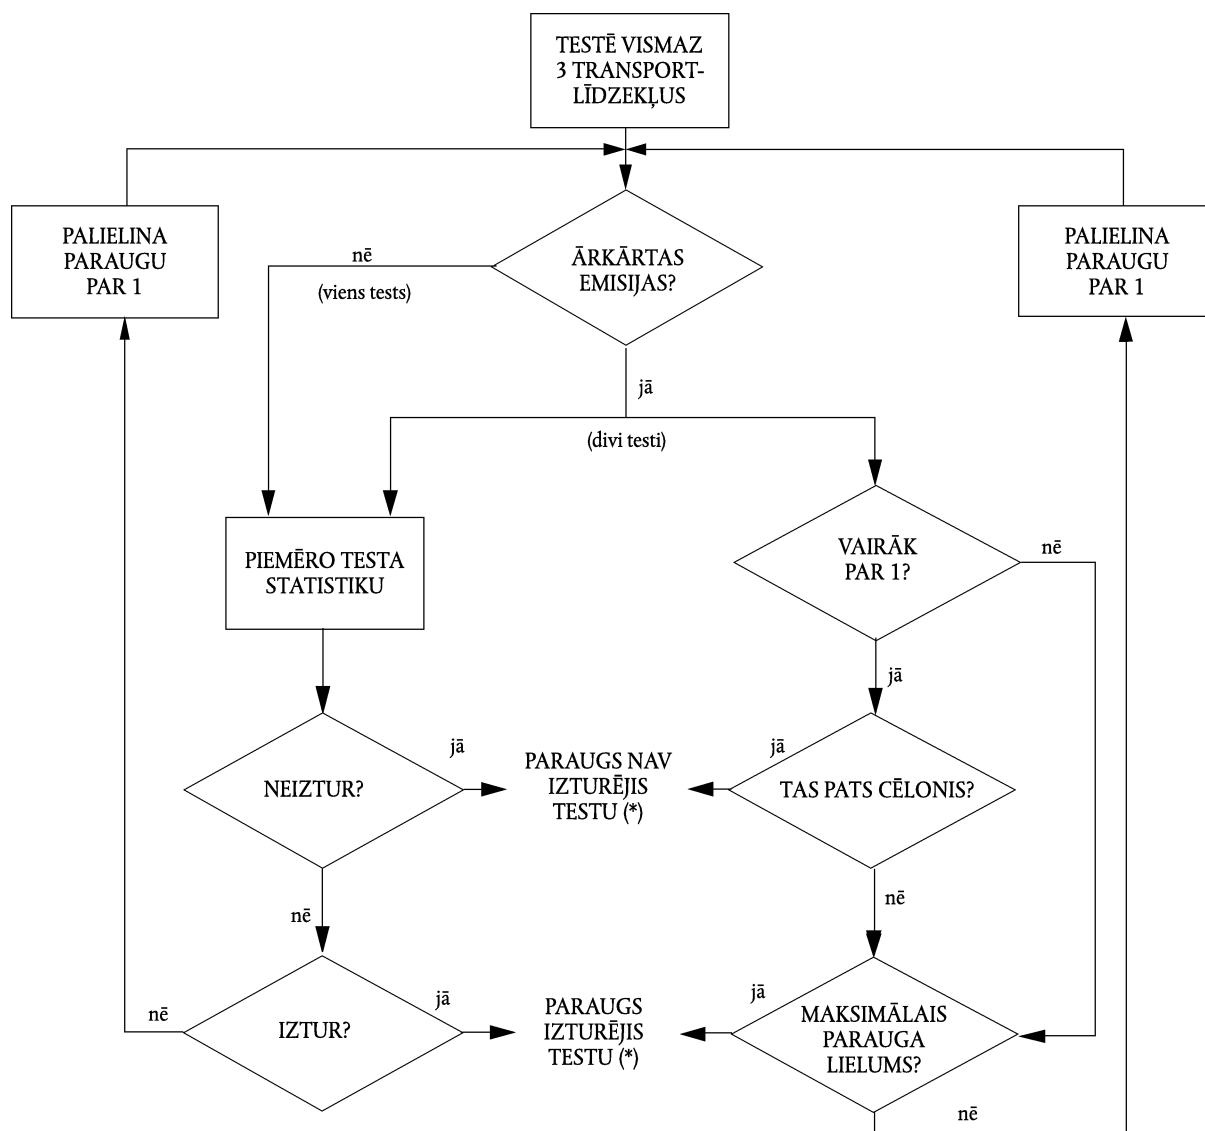 TESTĒ VISMAZ
3 TRANSPORT-
LĪDZEKĻUS
PALIELINA
PARAUGU
PAR 1
PALIELINA
PARAUGU
PAR 1
ĀRKĀRTAS
EMISIJAS?
nē
(viens tests)
jā
(divi testi)
PIEMĒRO TESTA
STATISTIKU
VAIRĀK
PAR 1?
nē
jā
NEIZTUR?
jā
PARAUGS NAV
IZTURĒJIS
TESTU (*)
jā
TAS PATS CĒLONIS?
nē
nē
nē
IZTUR?
jā
PARAUGS
IZTURĒJIS
TESTU (*)
jā
MAKSIMĀLAIS
PARAUGA
LIELUMS?
nē